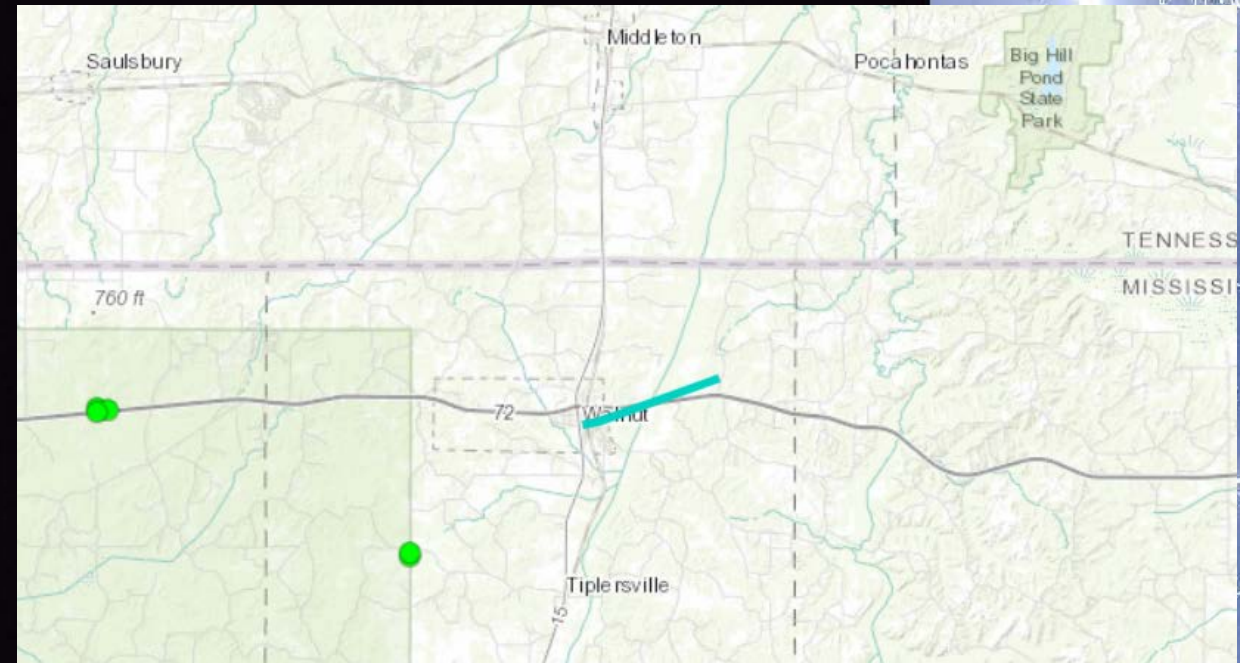 Middleton
Saulsbury
Pocahontas
Big Hill
Pond
State
Park
TENNESS
MISSISSI
760 ft
72
Walnut
Tiplersville
15